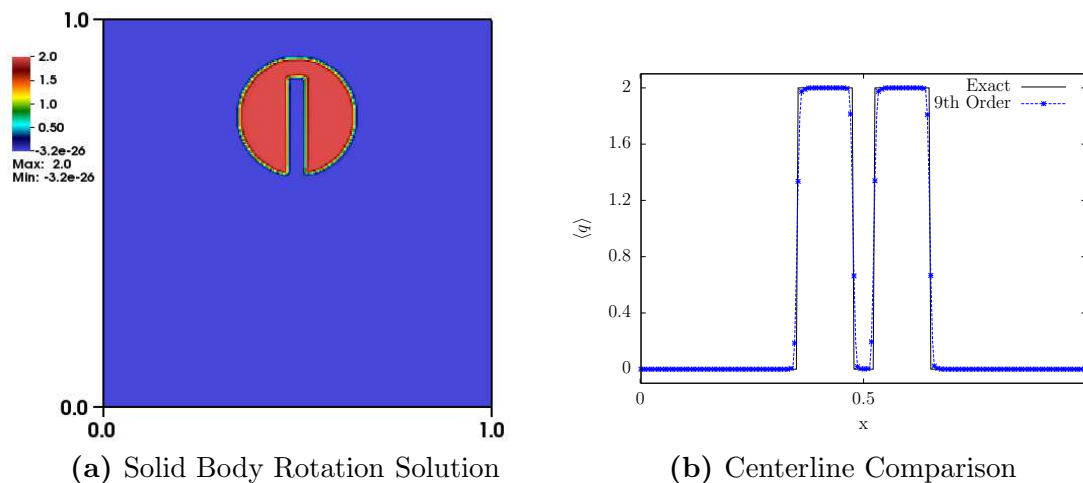 1.0
2.0
1.5
1.0
0.50
-3.2e-26
Max: 2.0
Min: -3.2e-26
0.0
0.0
1.0
(a) Solid Body Rotation Solution
Exact
9th Order
2
1.6
1.2
0.8
0.4
0
⟨q⟩
0
0.5
x
(b) Centerline Comparison